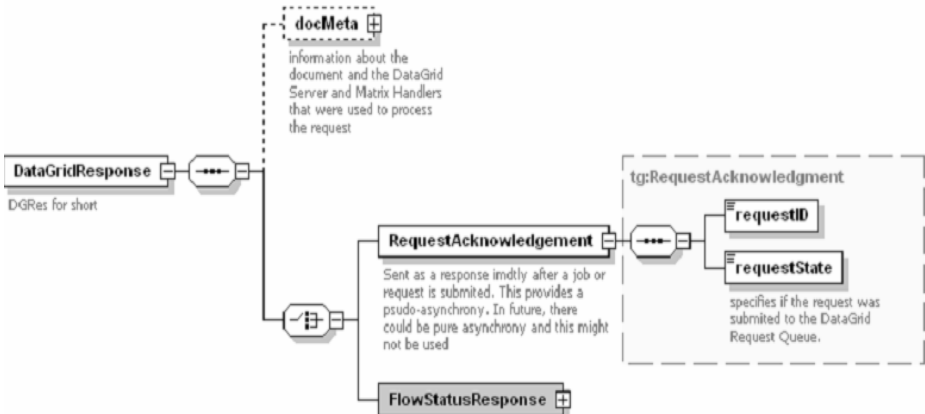 docMeta
information about the
document and the DataGrid
Server and Matrix Handlers
that were used to process
the request
DataGridResponse
DGRes for short
tg:RequestAcknowledgment
requestID
RequestAcknowledgement
requestState
Sent as a response imdtly after a job or
request is submited. This provides a
psudo-asynchrony. In future, there
could be pure asynchrony and this might
not be used
specifies if the request was
submited to the DataGrid
Request Queue.
FlowStatusResponse